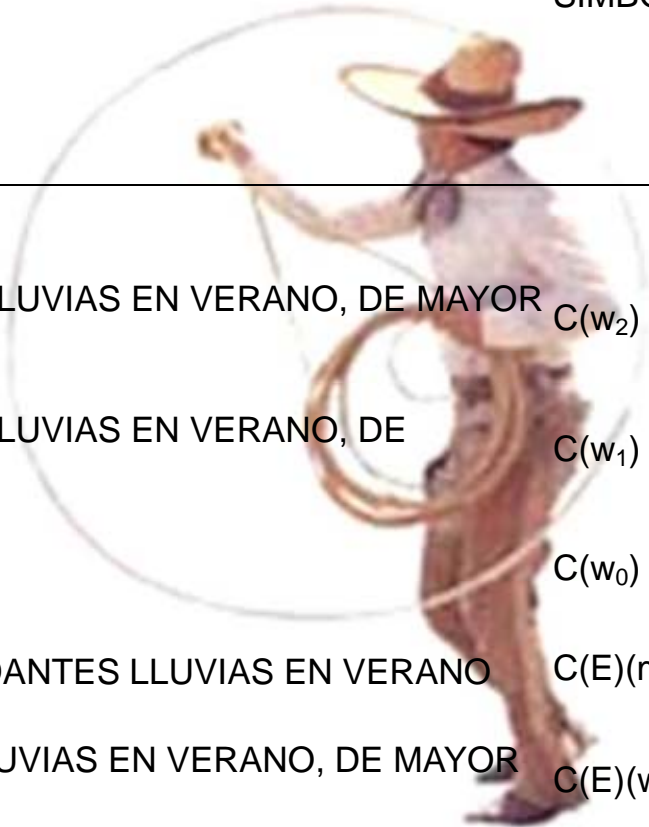 LLUVIAS EN VERANO, DE MAYOR C(w₂)
LLUVIAS EN VERANO, DE C(w₁)
C(w₀)
DANTES LLUVIAS EN VERANO C(E)(
UVIAS EN VERANO, DE MAYOR C(E)(w